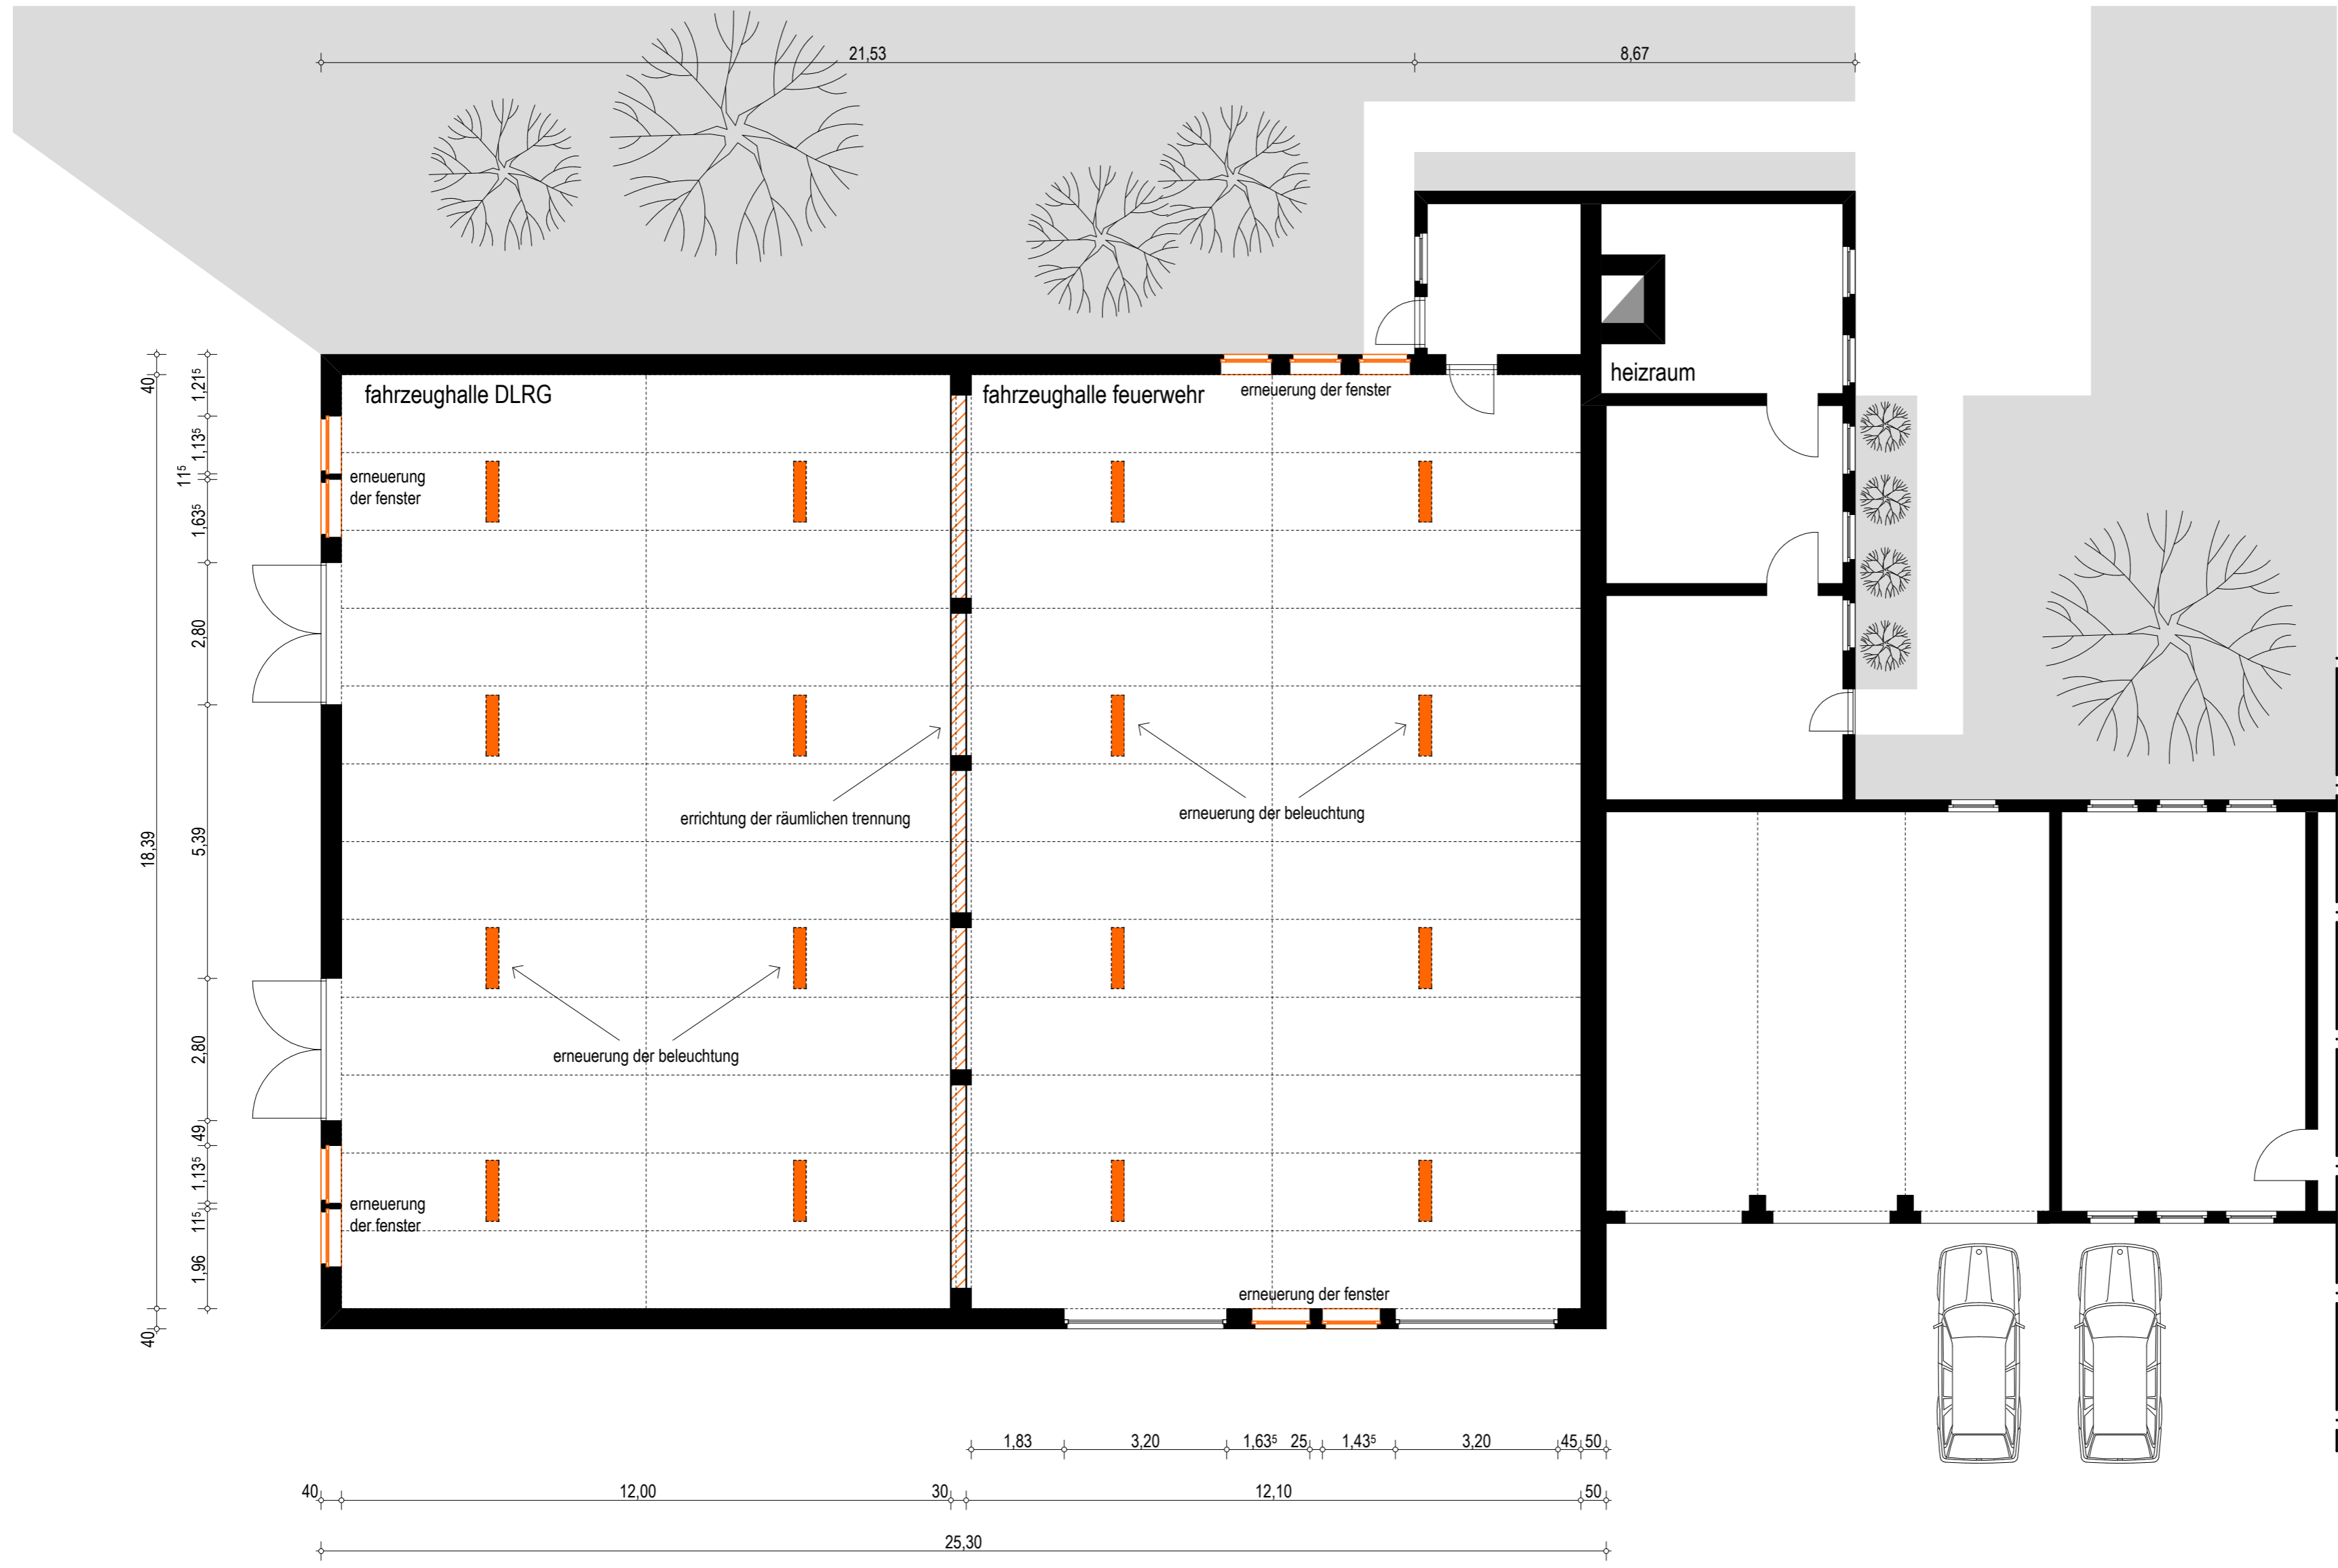 21,53
8,67
40
1,21⁵
fahrzeughalle DLRG
fahrzeughalle feuerwehr
erneuerung der fenster
heizraum
1,13⁵
11⁵
erneuerung
der fenster
1,63⁵
2,80
errichtung der räumlichen trennung
erneuerung der beleuchtung
18,39
5,39
2,80
erneuerung der beleuchtung
49
1,13⁵
erneuerung
der fenster
11⁵
1,96
erneuerung der fenster
40
1,83
3,20
1,63⁵
25
1,43⁵
3,20
45
50
40
12,00
30
12,10
50
25,30